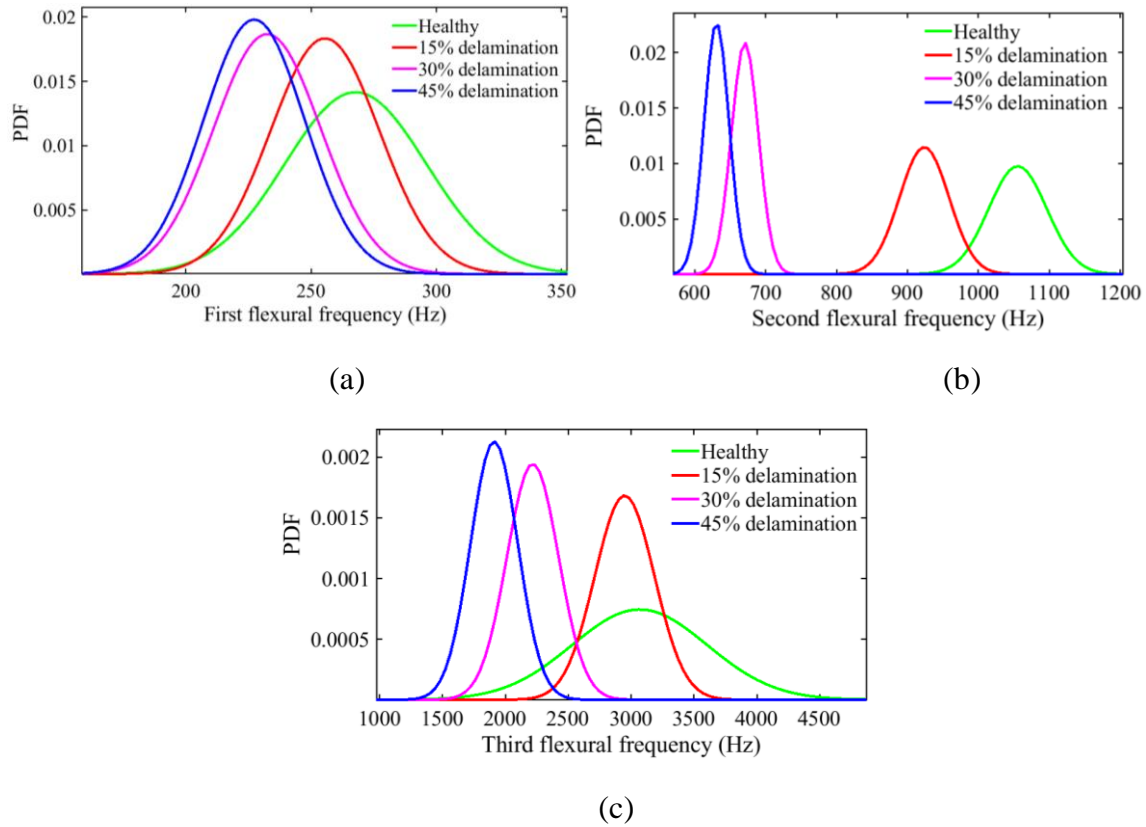 0.02
0.015
0.01
0.005
PDF
Healthy
15% delamination
30% delamination
45% delamination
200 250 300 350
First flexural frequency (Hz)
(a)
0.02
0.015
0.01
0.005
PDF
Healthy
15% delamination
30% delamination
45% delamination
600 700 800 900 1000 1100 1200
Second flexural frequency (Hz)
(b)
0.002
0.0015
0.001
0.0005
PDF
Healthy
15% delamination
30% delamination
45% delamination
1000 1500 2000 2500 3000 3500 4000 4500
Third flexural frequency (Hz)
(c)